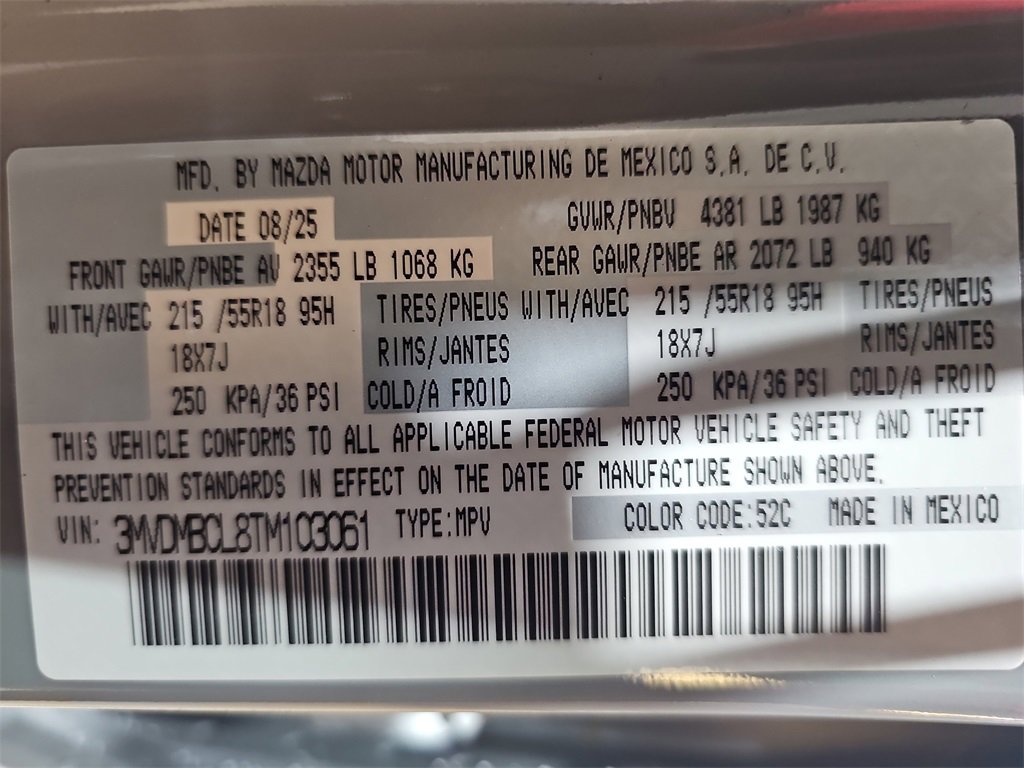 MFD. BY MAZDA MOTOR MANUFACTURING DE MEXICO S.A. DE C.V.
DATE 08/25 GVWR/PNBV 4381 LB 1987 KG
FRONT GAWR/PNBE AV 2355 LB 1068 KG REAR GAWR/PNBE AR 2072 LB 940 KG
WITH/AVEC 215 /55R18 95H TIRES/PNEUS WITH/AVEC 215 /55R18 95H TIRES/PNEUS
18X7J RIMS/JANTES 18X7J RIMS/JANTES
250 KPA/36 PSI COLD/A FROID 250 KPA/36 PSI COLD/A FROID
THIS VEHICLE CONFORMS TO ALL APPLICABLE FEDERAL MOTOR VEHICLE SAFETY AND THEFT
PREVENTION STANDARDS IN EFFECT ON THE DATE OF MANUFACTURE SHOWN ABOVE.
VIN: 3MVDMBCL8TM103061 TYPE:MPV COLOR CODE:52C MADE IN MEXICO